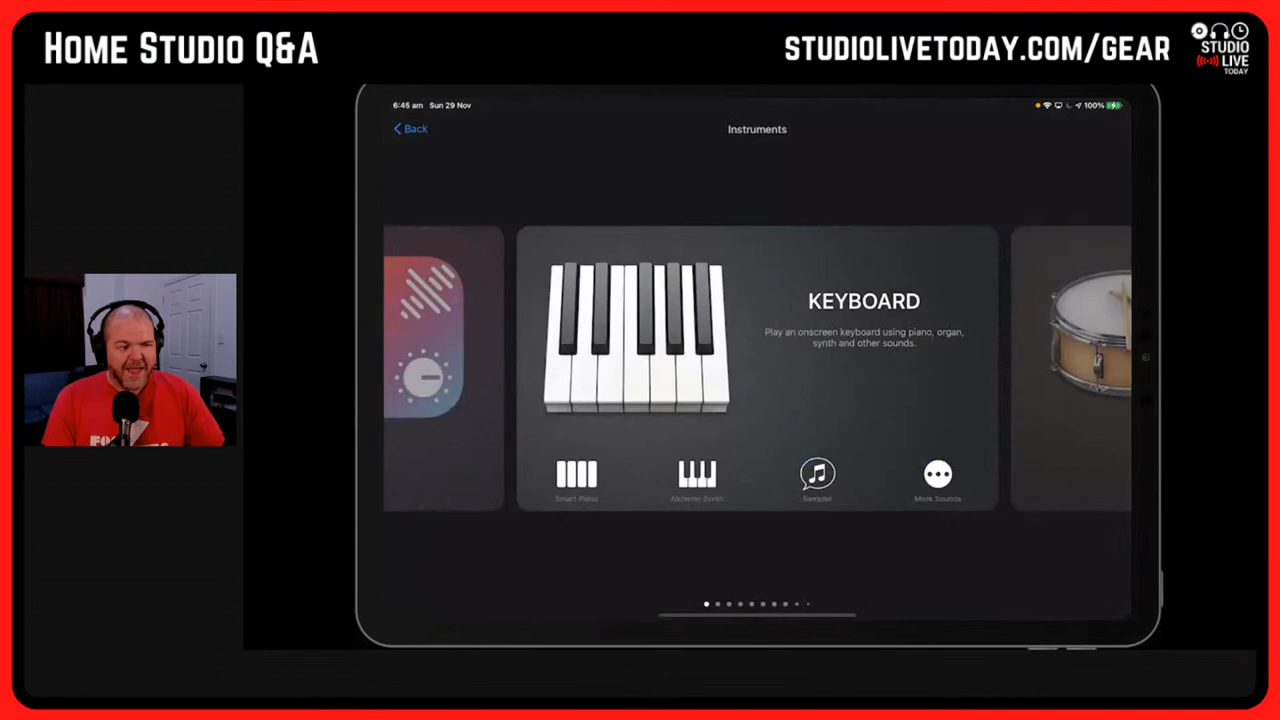 HOME STUDIO Q&A
STUDIOLIVETODAY.COM/GEAR
STUDIO
LIVE
TODAY
6:45 am Sun 29 Nov
100%
Back
Instruments
KEYBOARD
Play an onscreen keyboard using piano, organ,
synth and other sounds.
Smart Piano
Alchemy Synth
Sampler
More Sounds